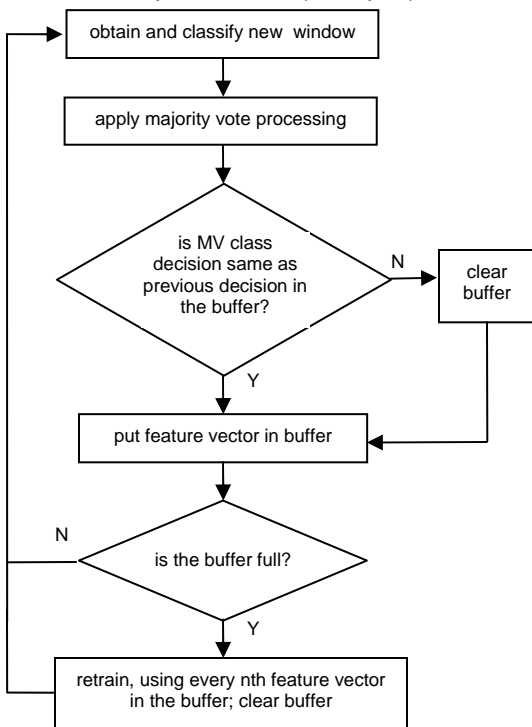 obtain and classify new window
apply majority vote processing
is MV class
decision same as
previous decision in
the buffer?
N
clear
buffer
Y
put feature vector in buffer
N
is the buffer full?
Y
retrain, using every nth feature vector
in the buffer; clear buffer